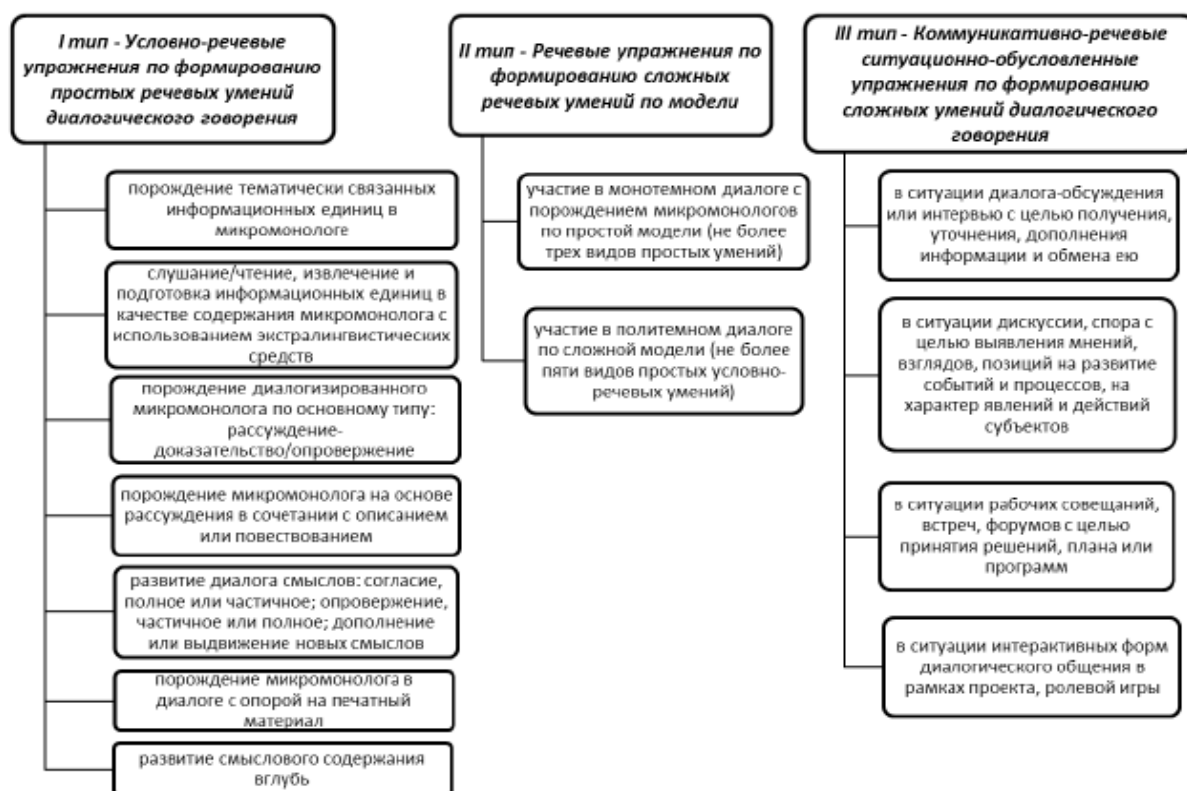 I тип - Условно-речевые
упражнения по формированию
простых речевых умений
диалогического говорения
порождение тематически связанных
информационных единиц в
микромонологе
слушание/чтение, извлечение и
подготовка информационных единиц в
качестве содержания микромонолога с
использованием экстралингвистических
средств
порождение диалогизированного
микромонолога по основному типу:
рассуждение-
доказательство/опровержение
порождение микромонолога на основе
рассуждения в сочетании с описанием
или повествованием
развитие диалога смыслов: согласие,
полное или частичное; опровержение,
частичное или полное; дополнение
или выдвижение новых смыслов
порождение микромонолога в
диалоге с опорой на печатный
материал
развитие смыслового содержания
вглубь
II тип - Речевые упражнения по
формированию сложных
речевых умений по модели
участие в монотемном диалоге с
порождением микромонологов
по простой модели (не более
трех видов простых умений)
участие в политемном диалоге
по сложной модели (не более
пяти видов простых условно-
речевых умений)
III тип - Коммуникативно-речевые
ситуационно-обусловленные
упражнения по формированию
сложных умений диалогического
говорения
в ситуации диалога-обсуждения
или интервью с целью получения,
уточнения, дополнения
информации и обмена ею
в ситуации дискуссии, спора с
целью выявления мнений,
взглядов, позиций на развитие
событий и процессов, на
характер явлений и действий
субъектов
в ситуации рабочих совещаний,
встреч, форумов с целью
принятия решений, плана или
программ
в ситуации интерактивных форм
диалогического общения в
рамках проекта, ролевой игры